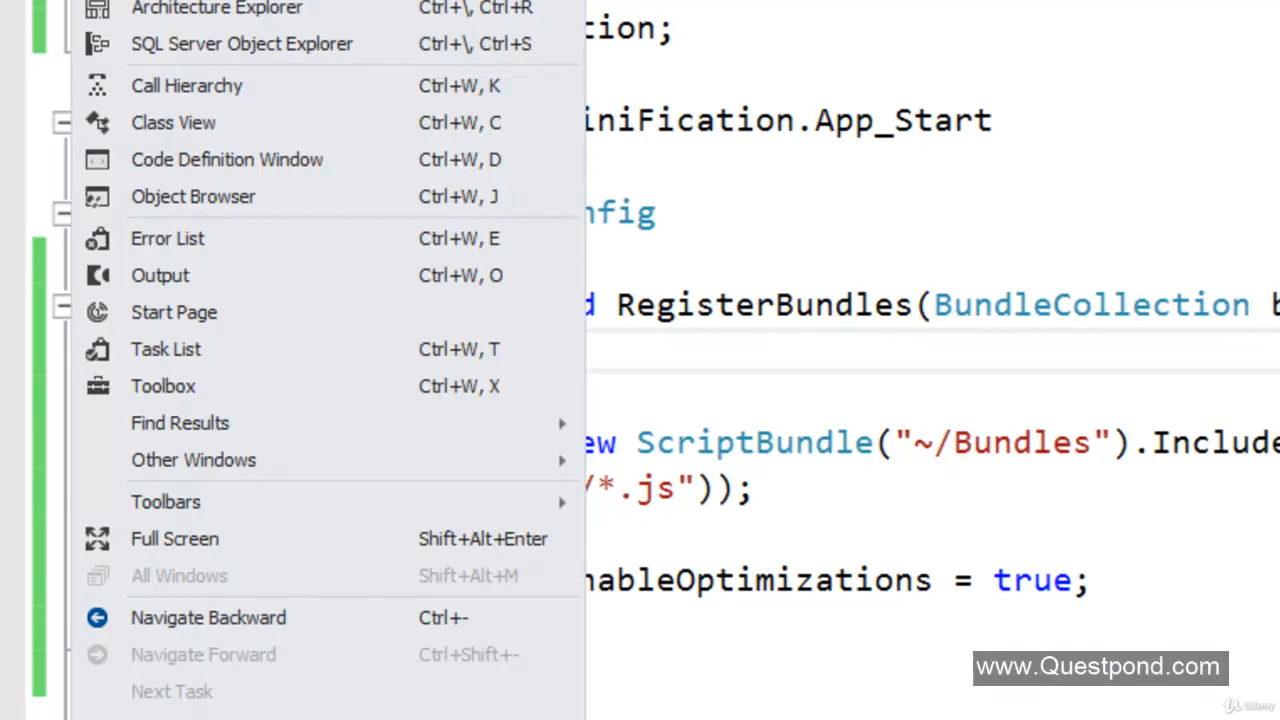 Architecture Explorer Ctrl+\, Ctrl+R
SQL Server Object Explorer Ctrl+\, Ctrl+S
Call Hierarchy Ctrl+W, K
Class View Ctrl+W, C
Code Definition Window Ctrl+W, D
Object Browser Ctrl+W, J
Error List Ctrl+W, E
Output Ctrl+W, O
Start Page
Task List Ctrl+W, T
Toolbox Ctrl+W, X
Find Results
Other Windows
Toolbars
Full Screen Shift+Alt+Enter
All Windows Shift+Alt+M
Navigate Backward Ctrl+-
Navigate Forward Ctrl+Shift+-
Next Task
tion;
iniFication.App_Start
nfig
d RegisterBundles(BundleCollection b
ew ScriptBundle("~/Bundles").Include
/*.js"));
nableOptimizations = true;
www.Questpond.com
Udemy